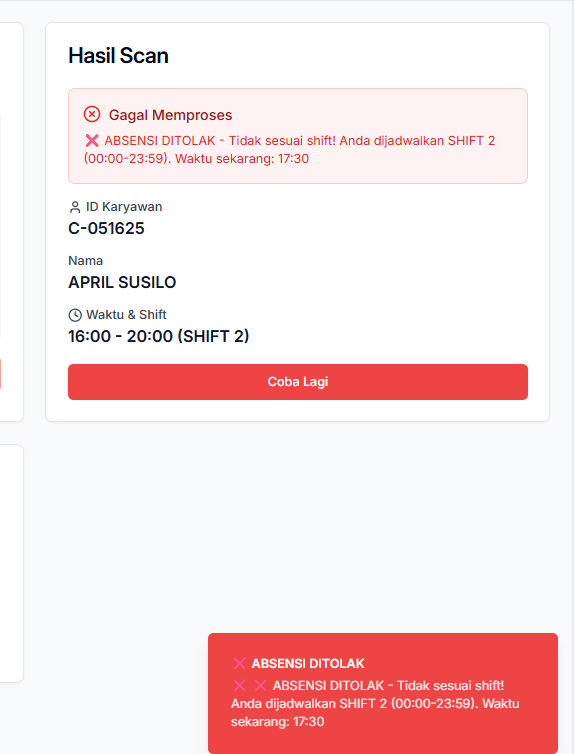 Hasil Scan
Gagal Memproses
❌ ABSENSI DITOLAK - Tidak sesuai shift! Anda dijadwalkan SHIFT 2
(00:00-23:59). Waktu sekarang: 17:30
ID Karyawan
C-051625
Nama
APRIL SUSILO
Waktu & Shift
16:00 - 20:00 (SHIFT 2)
Coba Lagi
❌ ABSENSI DITOLAK
❌ ❌ ABSENSI DITOLAK - Tidak sesuai shift!
Anda dijadwalkan SHIFT 2 (00:00-23:59). Waktu
sekarang: 17:30